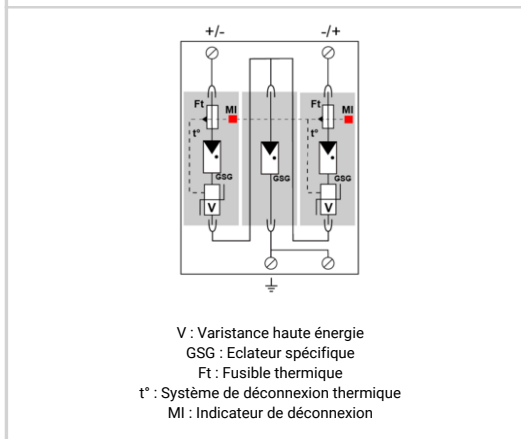 +/- -/+
Ft MI Ft MI
t° t°
GSG GSG GSG
V V
V : Varistance haute énergie
GSG : Eclateur spécifique
Ft : Fusible thermique
t° : Système de déconnexion thermique
MI : Indicateur de déconnexion